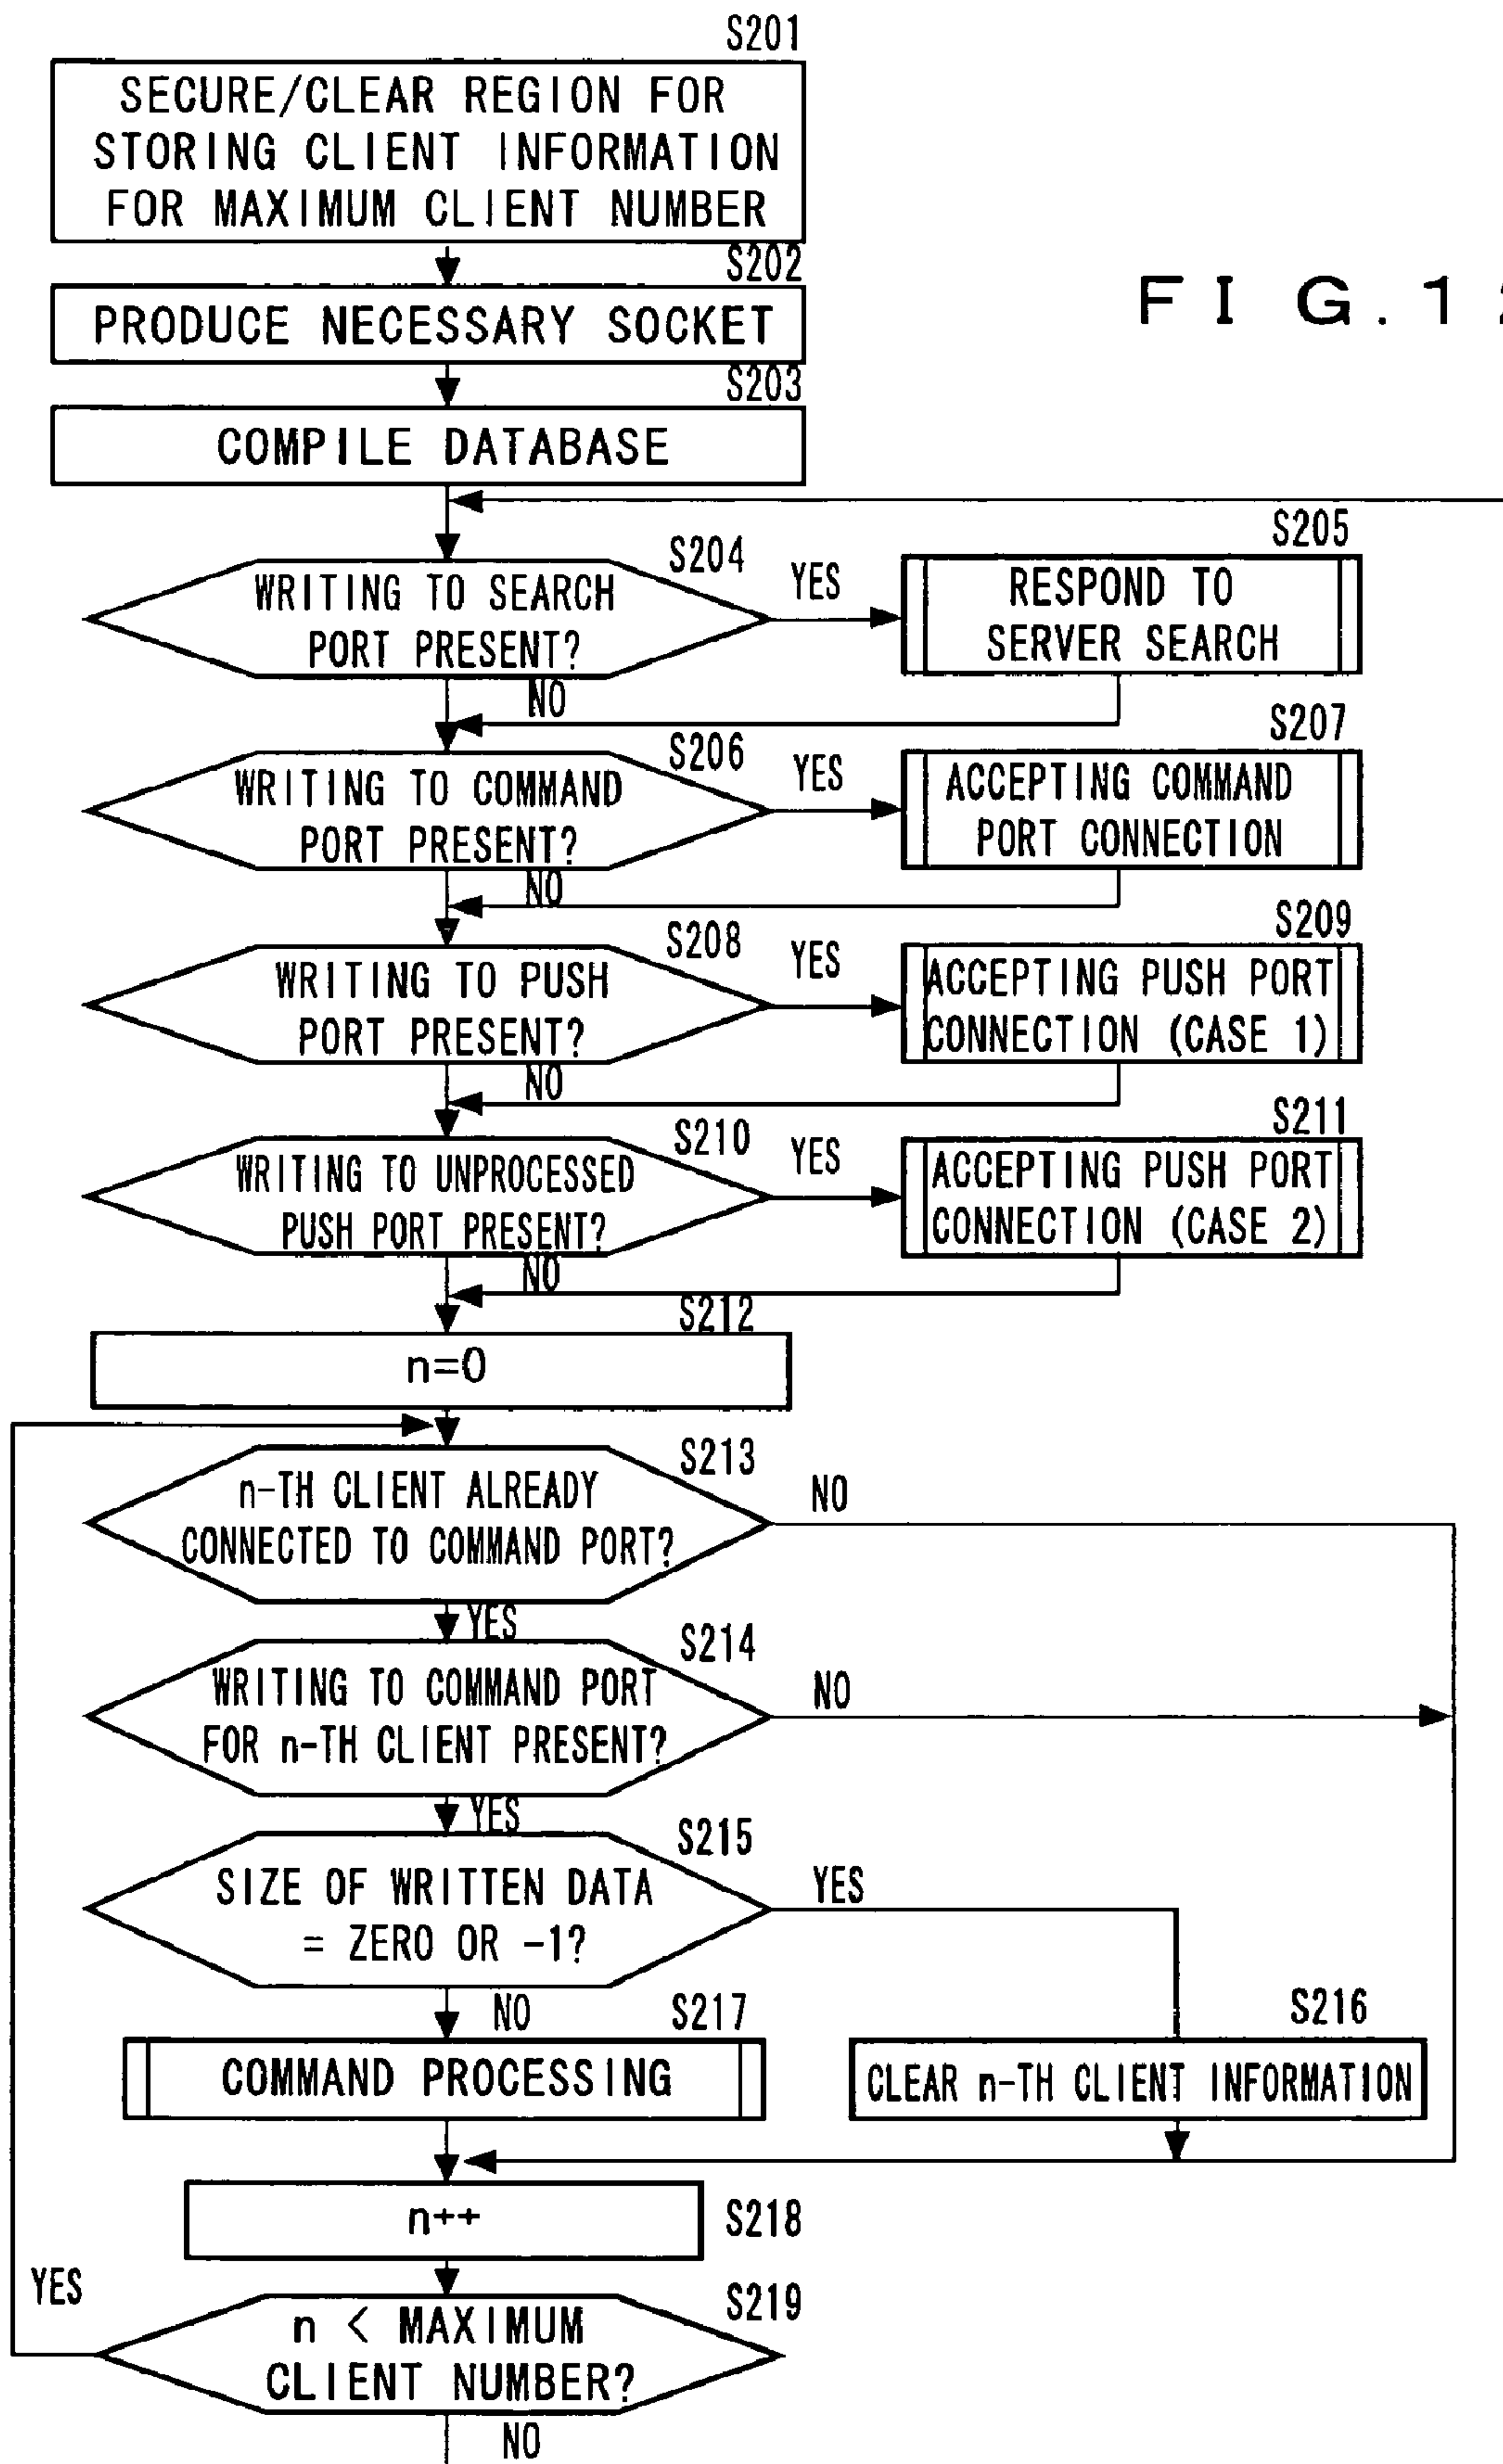 S201
SECURE/CLEAR REGION FOR
STORING CLIENT INFORMATION
FOR MAXIMUM CLIENT NUMBER
S202
PRODUCE NECESSARY SOCKET
FIG.12
S203
COMPILE DATABASE
S204
WRITING TO SEARCH
PORT PRESENT?
YES
S205
RESPOND TO
SERVER SEARCH
NO
S206
WRITING TO COMMAND
PORT PRESENT?
YES
S207
ACCEPTING COMMAND
PORT CONNECTION
NO
S208
WRITING TO PUSH
PORT PRESENT?
YES
S209
ACCEPTING PUSH PORT
CONNECTION (CASE 1)
NO
S210
WRITING TO UNPROCESSED
PUSH PORT PRESENT?
YES
S211
ACCEPTING PUSH PORT
CONNECTION (CASE 2)
NO
S212
n=0
S213
n-TH CLIENT ALREADY
CONNECTED TO COMMAND PORT?
NO
YES
S214
WRITING TO COMMAND PORT
FOR n-TH CLIENT PRESENT?
NO
YES
S215
SIZE OF WRITTEN DATA
= ZERO OR -1?
YES
NO
S217
COMMAND PROCESSING
S216
CLEAR n-TH CLIENT INFORMATION
n++
S218
YES
S219
n < MAXIMUM
CLIENT NUMBER?
NO